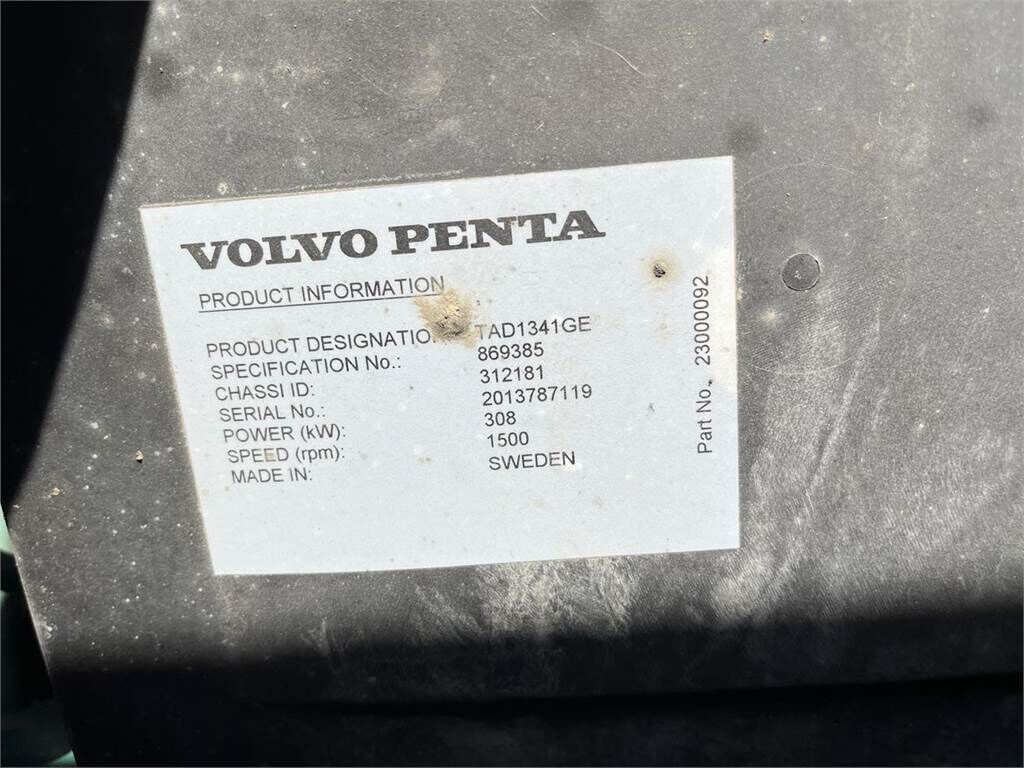 VOLVO PENTA
PRODUCT INFORMATION
PRODUCT DESIGNATIO TAD1341GE
SPECIFICATION No.: 869385
CHASSI ID: 312181
SERIAL No.: 2013787119
POWER (kW): 308
SPEED (rpm): 1500
MADE IN: SWEDEN
Part No., 23000092